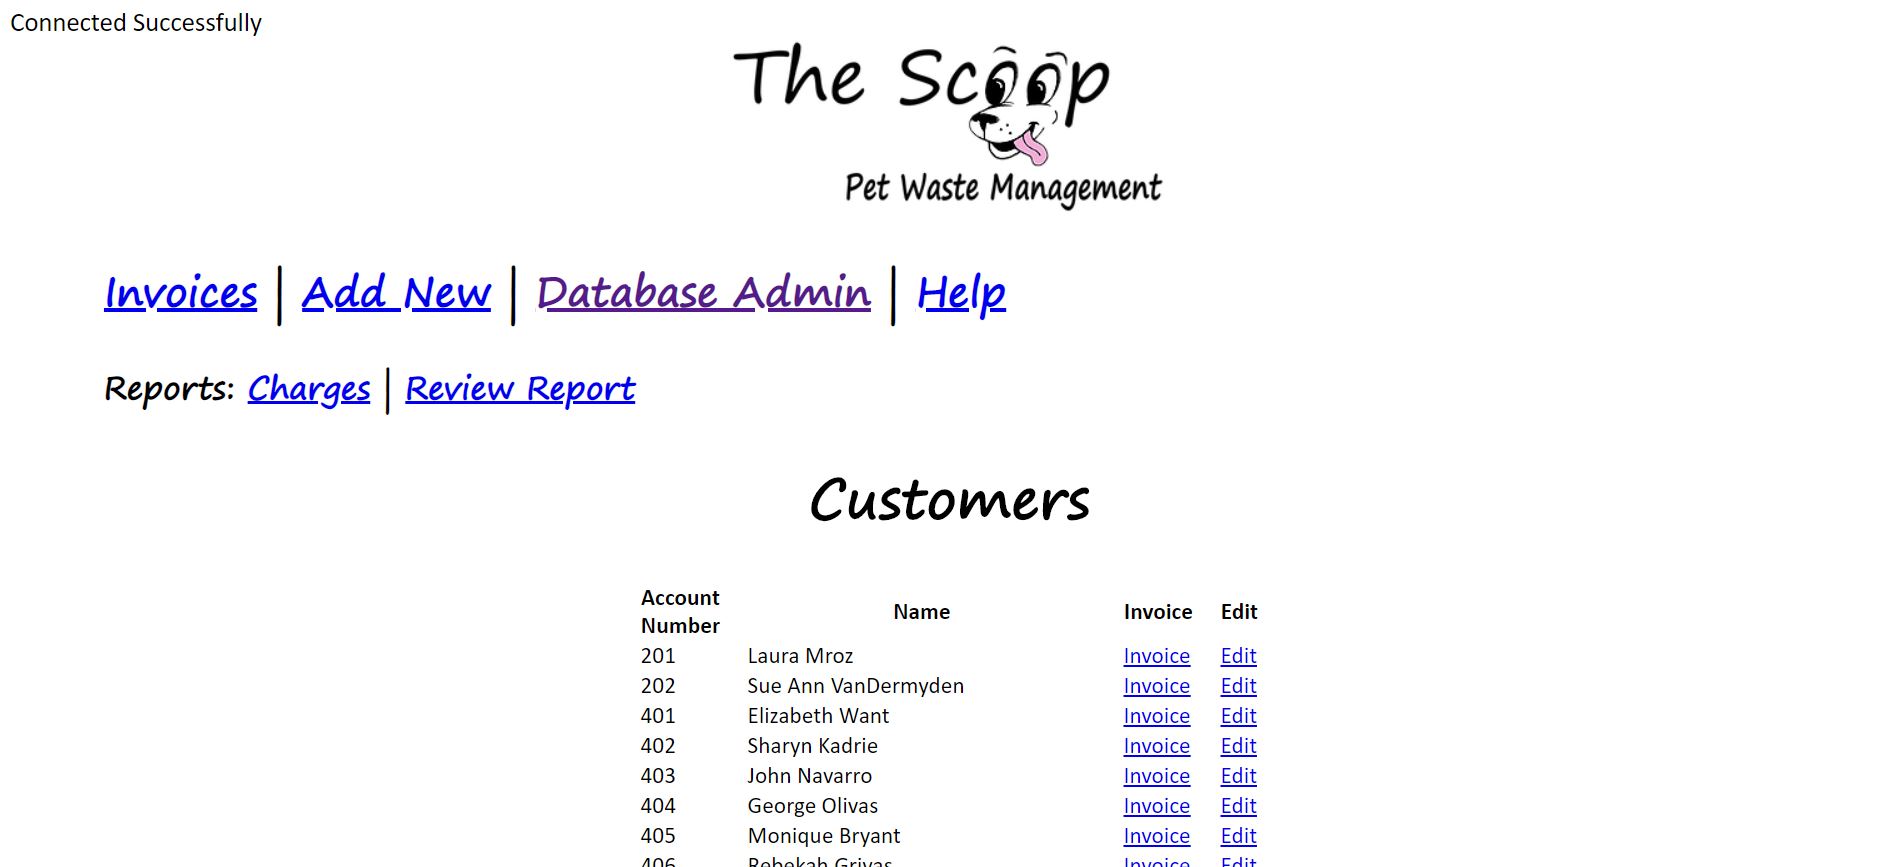 Connected Successfully
The Scoop
Pet Waste Management
Invoices | Add New | Database Admin | Help
Reports: Charges | Review Report
Customers
Account Number Name Invoice Edit
201 Laura Mroz Invoice Edit
202 Sue Ann VanDermyden Invoice Edit
401 Elizabeth Want Invoice Edit
402 Sharyn Kadrie Invoice Edit
403 John Navarro Invoice Edit
404 George Olivas Invoice Edit
405 Monique Bryant Invoice Edit
406 Rebekah Grivas Invoice Edit